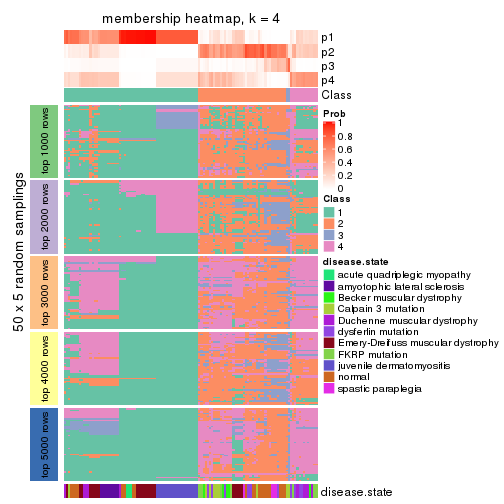 membership heatmap, k = 4
p1
p2
p3
p4
Class
50 x 5 random samplings
top 1000 rows
top 2000 rows
top 3000 rows
top 4000 rows
top 5000 rows
Prob
1
0.8
0.6
0.4
0.2
0
Class
1
2
3
4
disease.state
acute quadriplegic myopathy
amyotophic lateral sclerosis
Becker muscular dystrophy
Calpain 3 mutation
Duchenne muscular dystrophy
dysferlin mutation
Emery-Dreifuss muscular dystrophy
FKRP mutation
juvenile dermatomyositis
normal
spastic paraplegia
disease.state